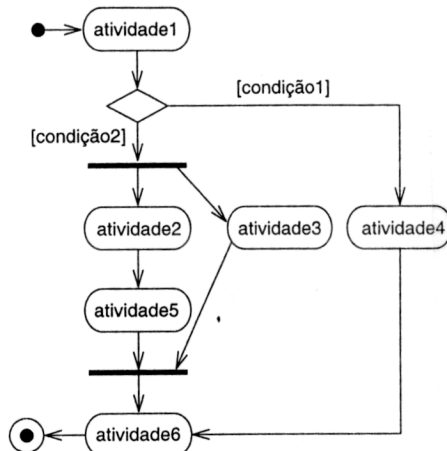 atividade1
[condição1]
[condição2]
atividade2
atividade3
atividade4
atividade5
atividade6